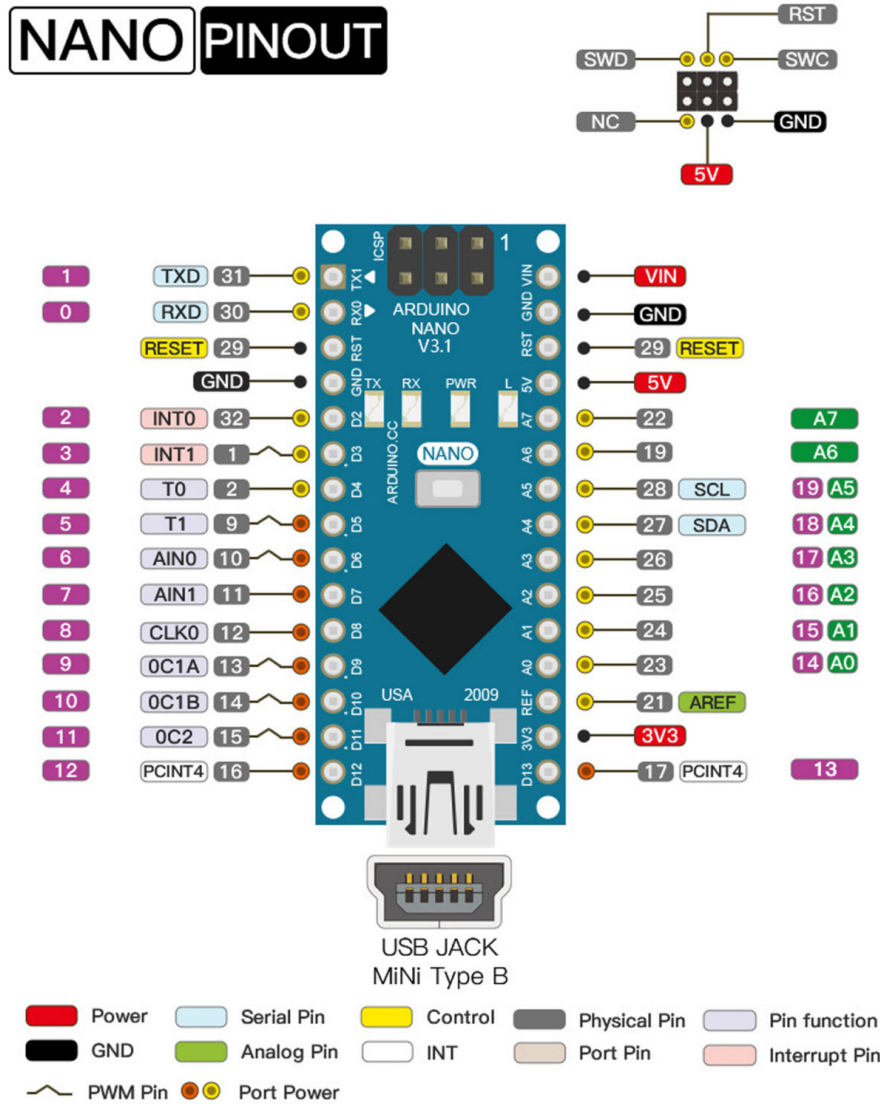 NANO PINOUT
RST
SWD SWC
NC GND
5V
ICSP 1
1 TXD 31 TX1 VIN VIN
0 RXD 30 RX0 ARDUINO GND GND
NANO
V3.1
RESET 29 RST RST 29 RESET
GND GND TX RX PWR L 5V 5V
2 INT0 32 D2 A7 22 A7
ARDUINO.CC
3 INT1 1 D3 NANO A6 19 A6
4 T0 2 D4 A5 28 SCL 19 A5
5 T1 9 D5 A4 27 SDA 18 A4
6 AIN0 10 D6 A3 26 17 A3
7 AIN1 11 D7 A2 25 16 A2
8 CLK0 12 D8 A1 24 15 A1
9 0C1A 13 D9 A0 23 14 A0
10 0C1B 14 D10 USA 2009 REF 21 AREF
11 0C2 15 D11 3V3 3V3
12 PCINT4 16 D12 D13 17 PCINT4 13
USB JACK
MiNi Type B
Power Serial Pin Control Physical Pin Pin function
GND Analog Pin INT Port Pin Interrupt Pin
PWM Pin Port Power